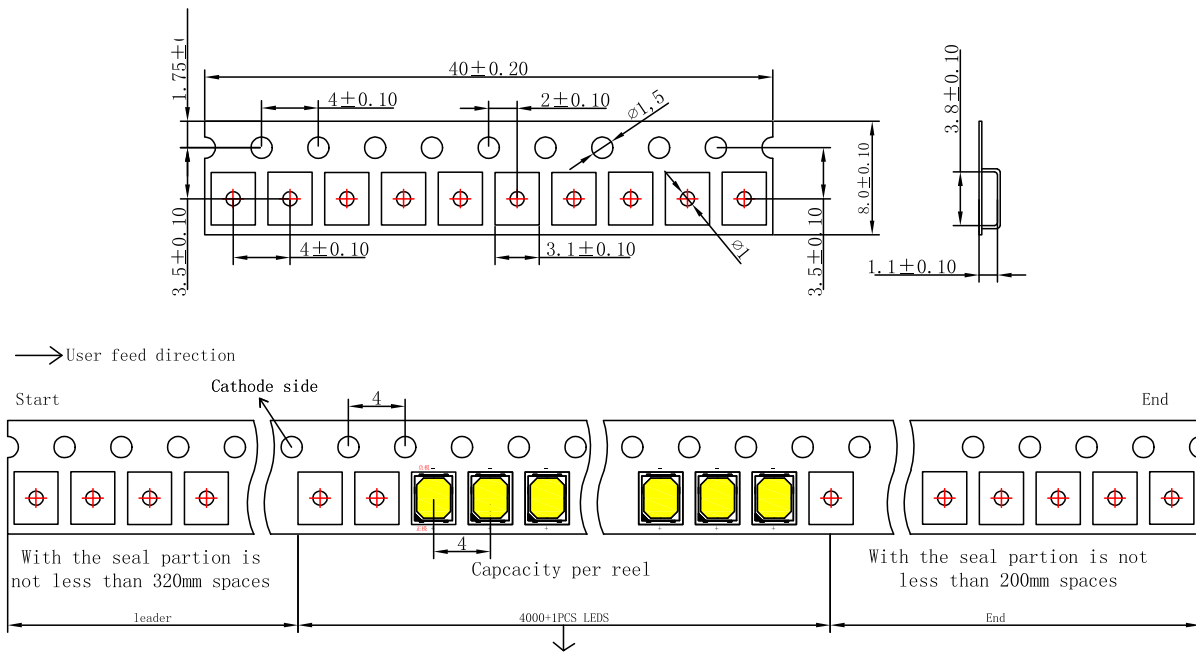 1.75±
40±0.20
4±0.10
2±0.10
ø1,5
3.8±0.10
8.0±0.10
3.5±0.10
4±0.10
3.1±0.10
ø1
3.5±0.10
1.1±0.10
User feed direction
Cathode side
Start
4
End
负极 -
-
-
-
-
-
正极 +
+
+
+
+
+
4
With the seal partion is
not less than 320mm spaces
Capcacity per reel
With the seal partion is not
less than 200mm spaces
leader
4000+1PCS LEDS
End